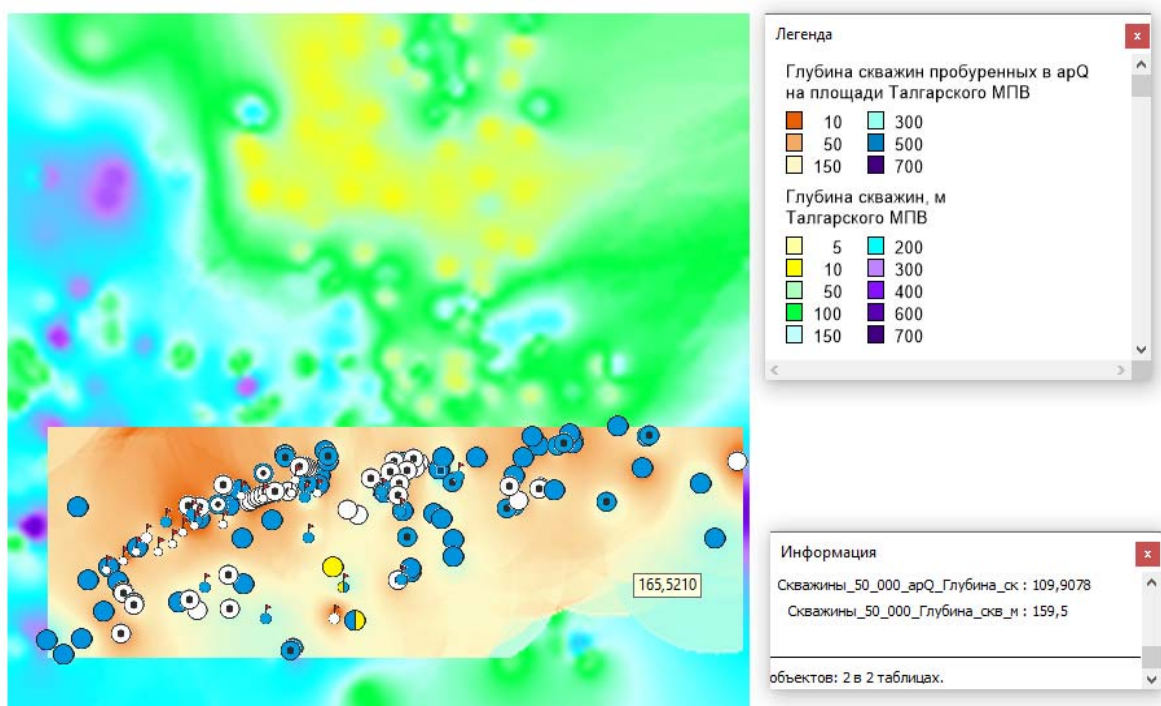 Легенда
x
Глубина скважин пробуренных в apQ
на площади Талгарского МПВ
10 300
50 500
150 700
Глубина скважин, м
Талгарского МПВ
5 200
10 300
50 400
100 600
150 700
165,5210
Информация
x
Скважины_50_000_apQ_Глубина_ск : 109,9078
Скважины_50_000_Глубина_скв_м : 159,5
объектов: 2 в 2 таблицах.